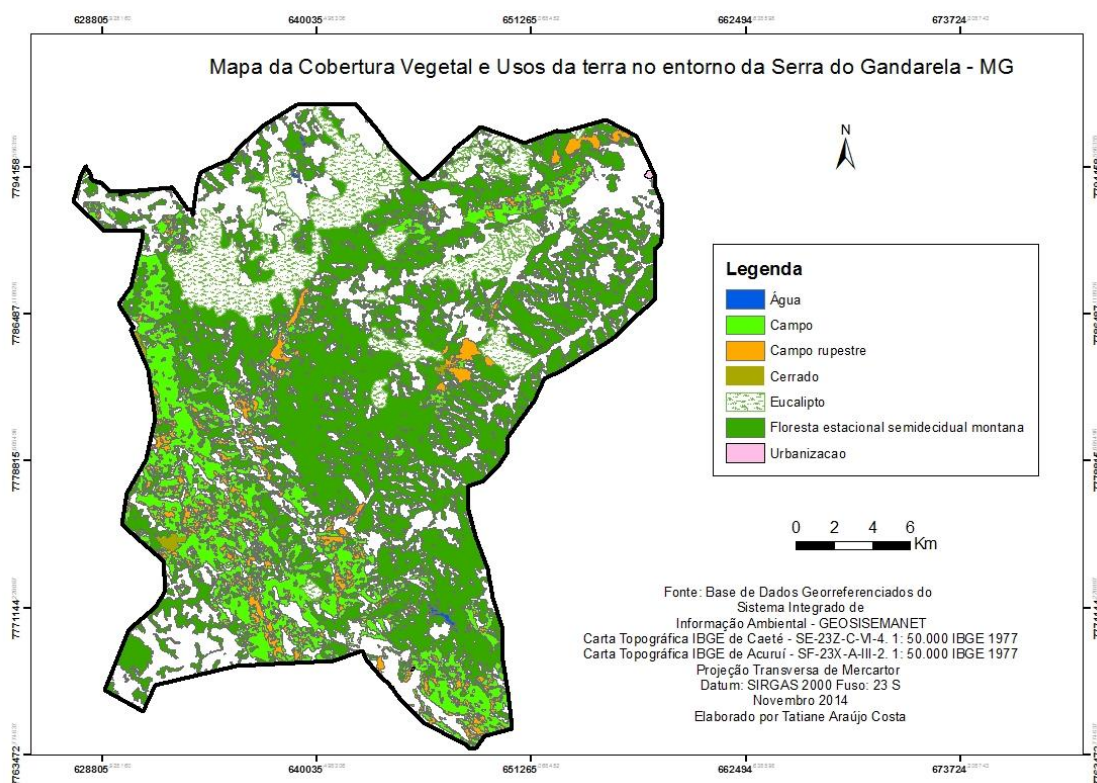 628805 640035 651265 662494 673724
Mapa da Cobertura Vegetal e Usos da terra no entorno da Serra do Gandarela - MG
N
7794158 7794158
7786487 7786487
7778815 7778815
7771144 7771144
7763472 7763472
Legenda
Água
Campo
Campo rupestre
Cerrado
Eucalipto
Floresta estacional semidecidual montana
Urbanizacao
0 2 4 6
Km
Fonte: Base de Dados Georreferenciados do
Sistema Integrado de
Informação Ambiental - GEOSISEMANET
Carta Topográfica IBGE de Caeté - SE-23Z-C-VI-4. 1: 50.000 IBGE 1977
Carta Topográfica IBGE de Acuruí - SF-23X-A-III-2. 1: 50.000 IBGE 1977
Projeção Transversa de Mercartor
Datum: SIRGAS 2000 Fuso: 23 S
Novembro 2014
Elaborado por Tatiane Araújo Costa
628805 640035 651265 662494 673724